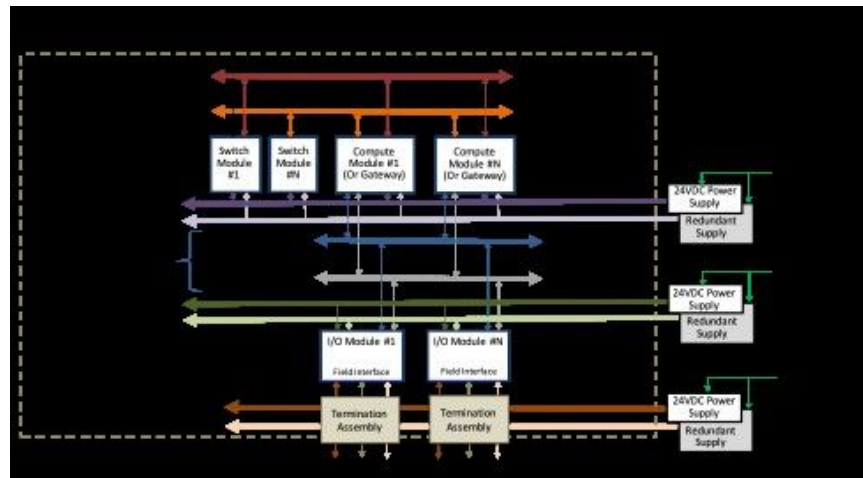 Switch
Module
#1
Switch
Module
#N
Compute
Module #1
(Or Gateway)
Compute
Module #N
(Or Gateway)
24VDC Power
Supply
Redundant
Supply
24VDC Power
Supply
Redundant
Supply
I/O Module #1
Field Interface
I/O Module #N
Field Interface
Termination
Assembly
Termination
Assembly
24VDC Power
Supply
Redundant
Supply